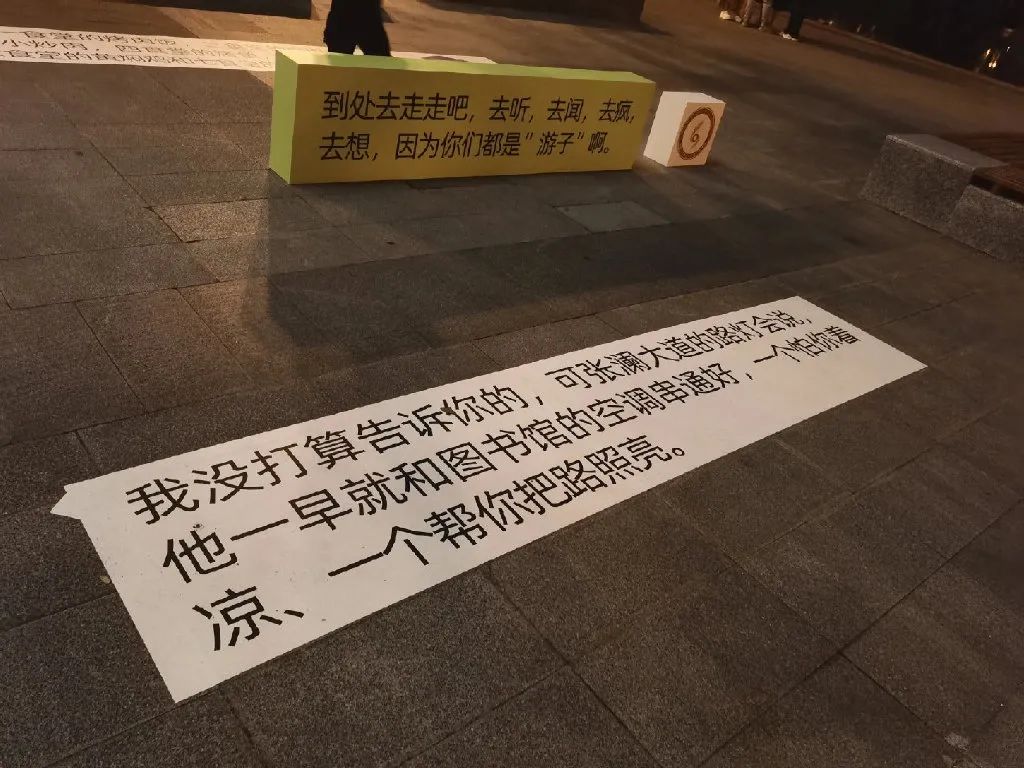 到处去走走吧，去听，去闻，去疯，
去想，因为你们都是“游子”啊。
我没打算告诉你的，可张澜大道的路灯会说，
他一早就和图书馆的空调串通好，一个怕你着
凉、一个帮你把路照亮。